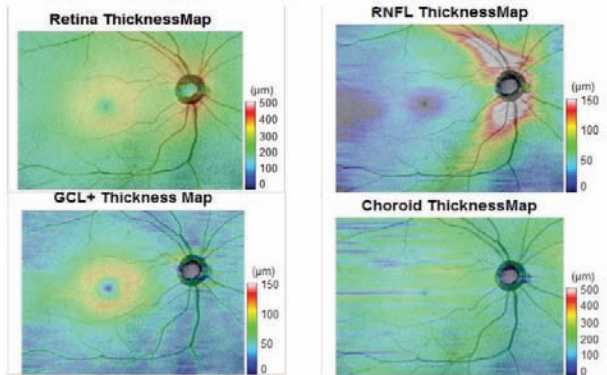 Retina ThicknessMap
(μm)
500
400
300
200
100
0
RNFL ThicknessMap
(μm)
150
100
50
0
GCL+ Thickness Map
(μm)
150
100
50
0
Choroid ThicknessMap
(μm)
500
400
300
200
100
0